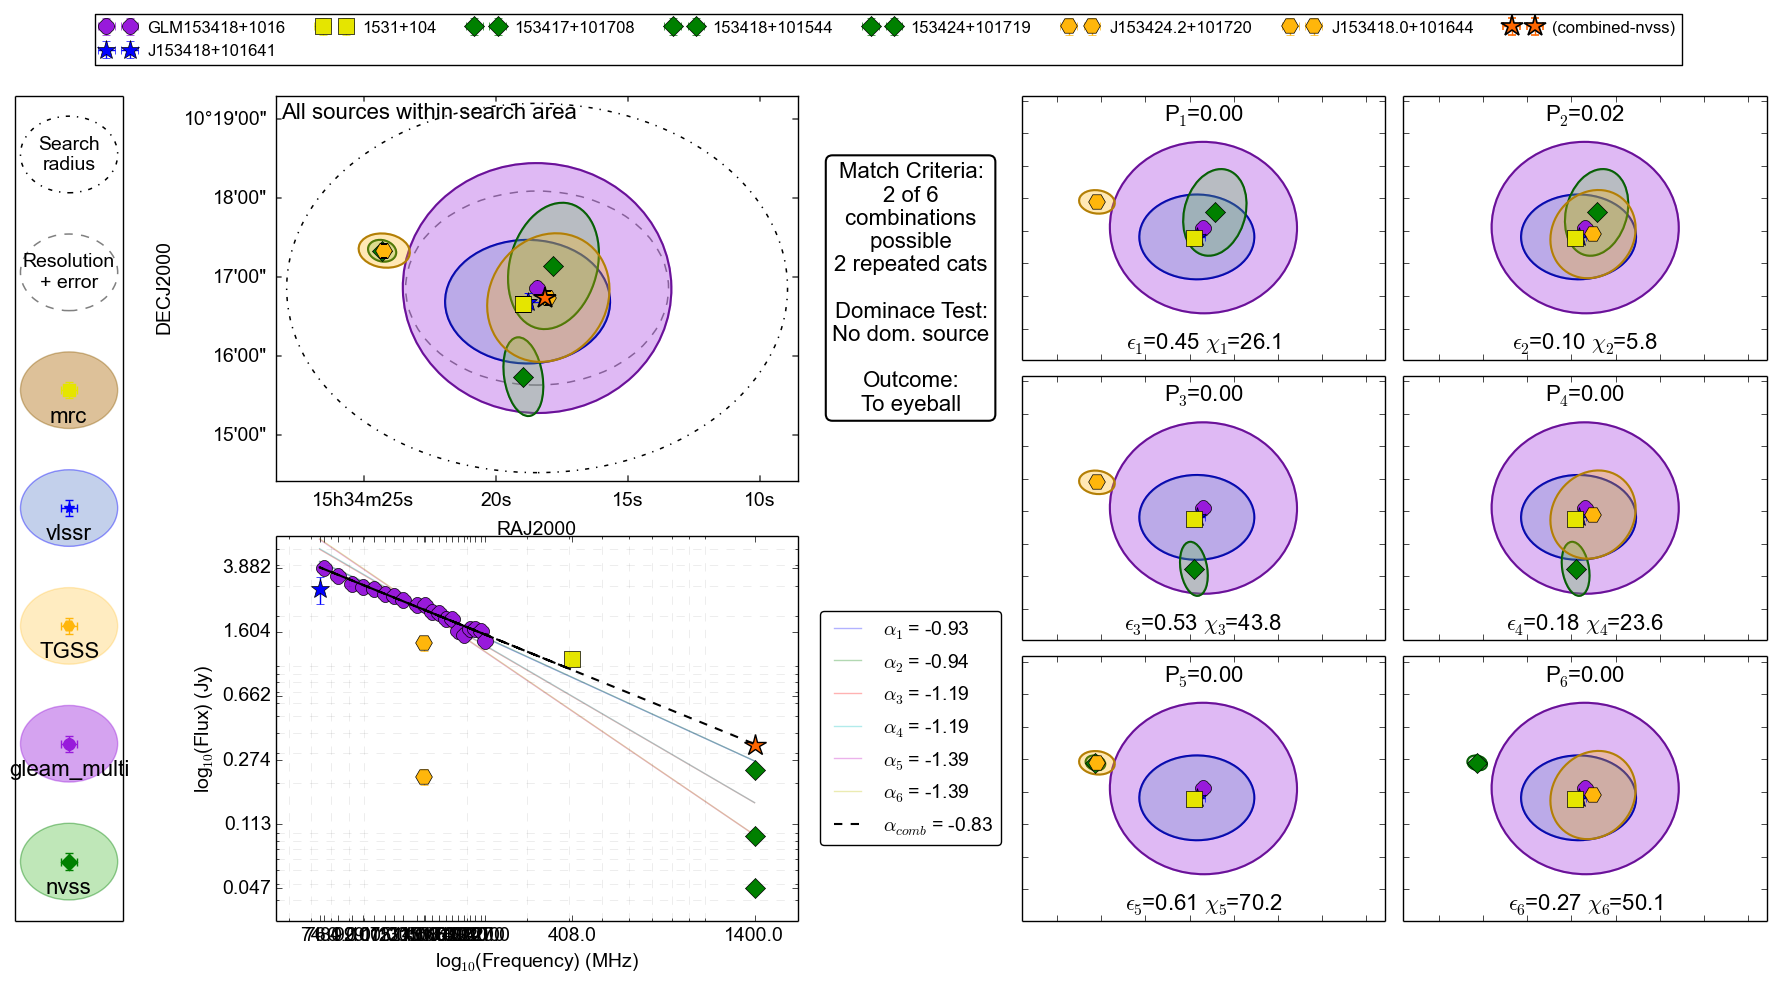 GLM153418+1016
1531+104
153417+101708
153418+101544
153424+101719
J153424.2+101720
J153418.0+101644
(combined-nvss)
J153418+101641
Search
radius
Resolution
+ error
mrc
vlssr
TGSS
gleam_multi
nvss
All sources within search area
10°19'00"
18'00"
17'00"
16'00"
15'00"
DECJ2000
15h34m25s
20s
15s
10s
RAJ2000
Match Criteria:
2 of 6
combinations
possible
2 repeated cats
Dominace Test:
No dom. source
Outcome:
To eyeball
3.882
1.604
0.662
0.274
0.113
0.047
log10(Flux) (Jy)
408.0
1400.0
log10(Frequency) (MHz)
α1 = -0.93
α2 = -0.94
α3 = -1.19
α4 = -1.19
α5 = -1.39
α6 = -1.39
αcomb = -0.83
P1=0.00
ϵ1=0.45 χ1=26.1
P2=0.02
ϵ2=0.10 χ2=5.8
P3=0.00
ϵ3=0.53 χ3=43.8
P4=0.00
ϵ4=0.18 χ4=23.6
P5=0.00
ϵ5=0.61 χ5=70.2
P6=0.00
ϵ6=0.27 χ6=50.1